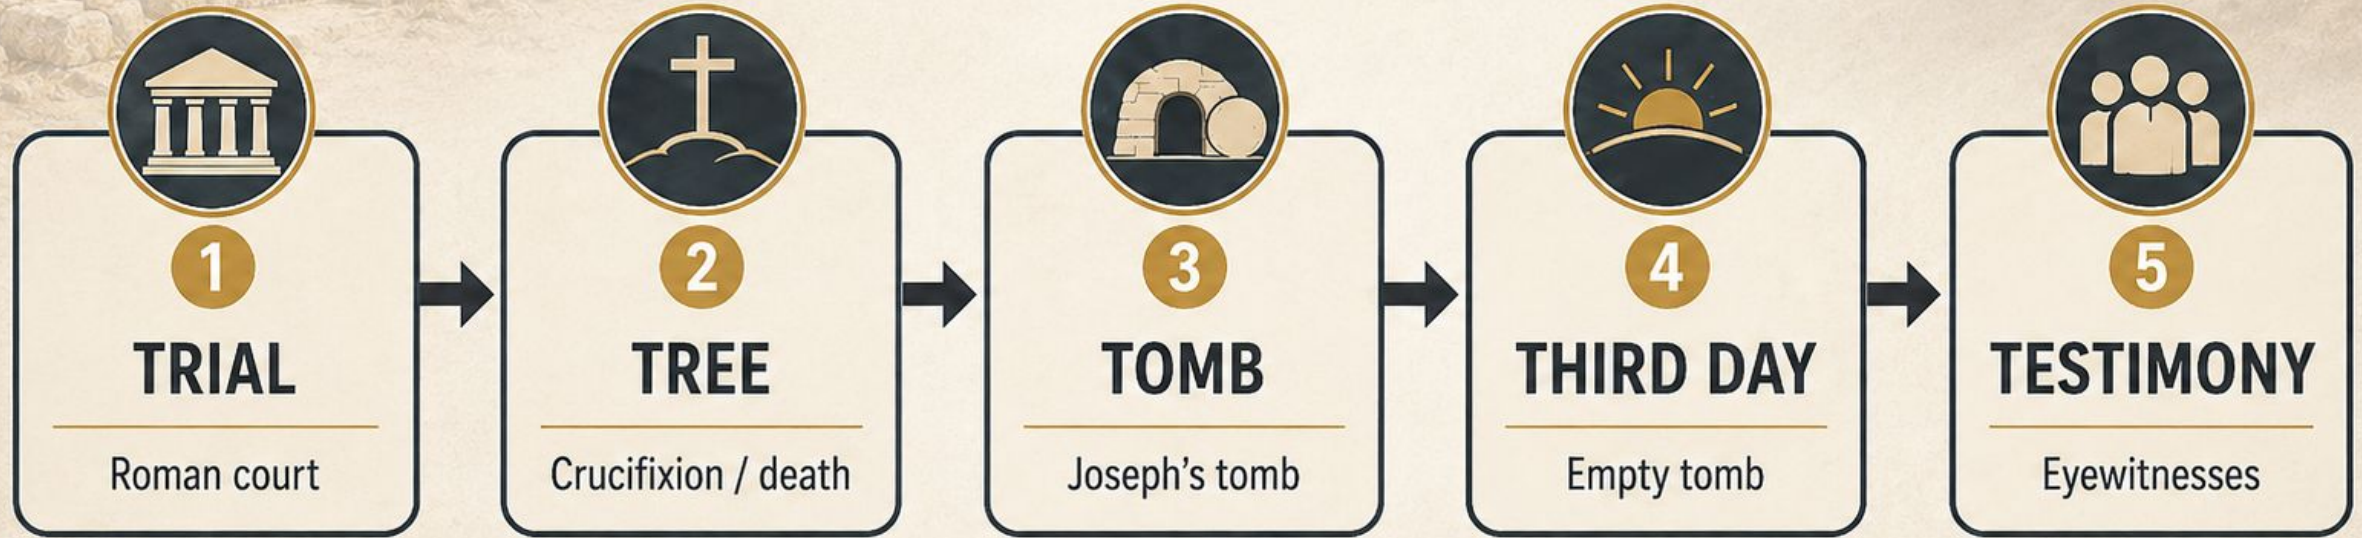 1
TRIAL
Roman court
2
TREE
Crucifixion / death
3
TOMB
Joseph’s tomb
4
THIRD DAY
Empty tomb
5
TESTIMONY
Eyewitnesses